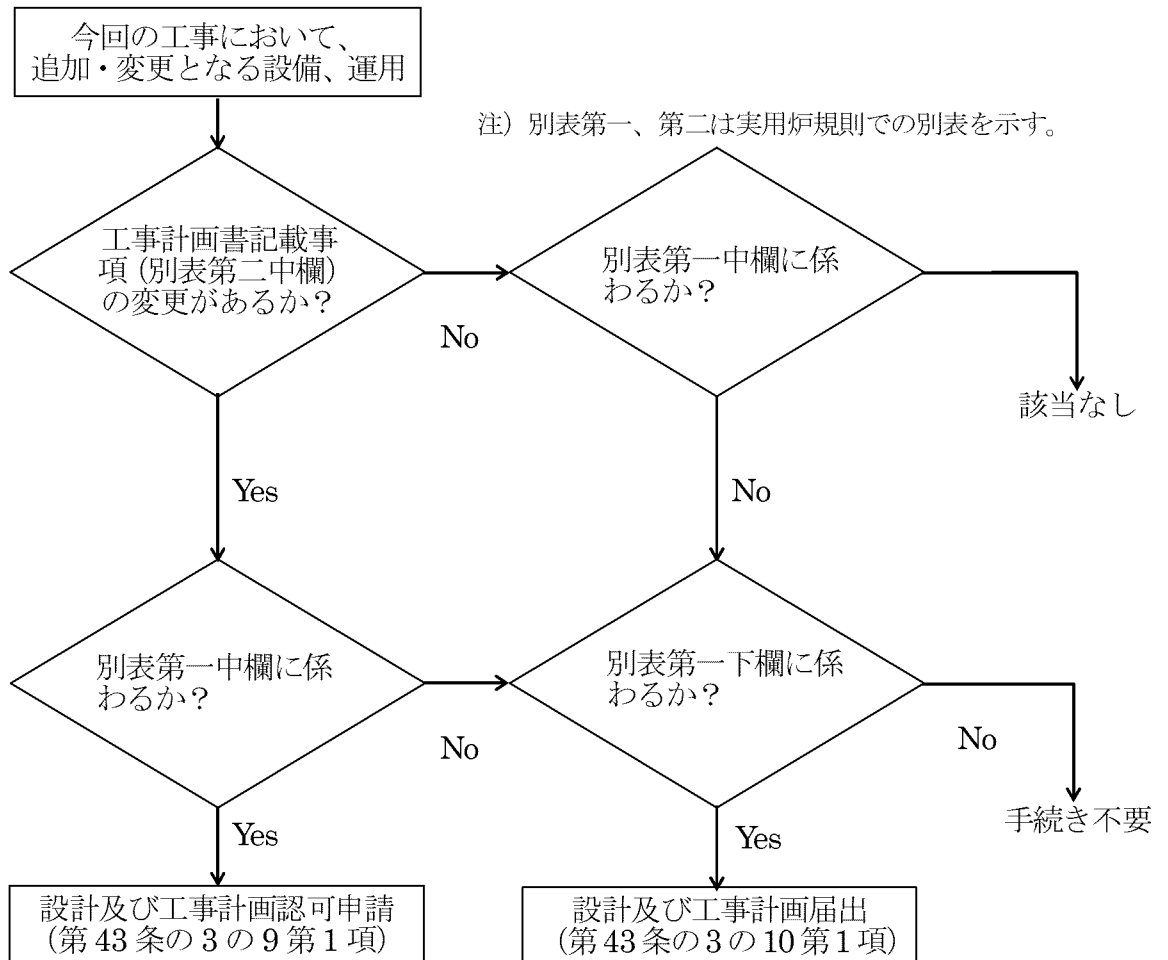 今回の工事において、
追加・変更となる設備、運用
注）別表第一、第二は実用炉規則での別表を示す。
工事計画書記載事
項（別表第二中欄）
の変更があるか？
別表第一中欄に係
わるか？
No
該当なし
Yes
No
別表第一中欄に係
わるか？
別表第一下欄に係
わるか？
No
No
手続き不要
Yes
Yes
設計及び工事計画認可申請
（第 43 条の 3 の 9 第 1 項）
設計及び工事計画届出
（第 43 条の 3 の 10 第 1 項）